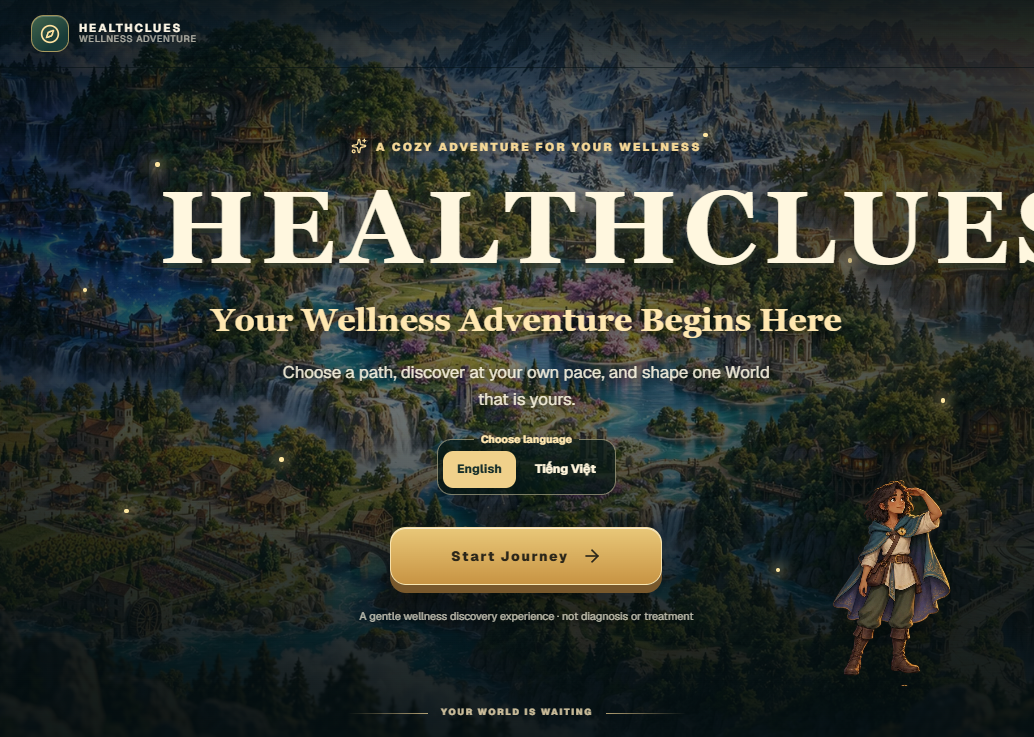 HEALTHCLUES
WELLNESS ADVENTURE
A COZY ADVENTURE FOR YOUR WELLNESS
HEALTHCLUES
Your Wellness Adventure Begins Here
Choose a path, discover at your own pace, and shape one World
that is yours.
Choose language
English Tiếng Việt
Start Journey
A gentle wellness discovery experience · not diagnosis or treatment
YOUR WORLD IS WAITING